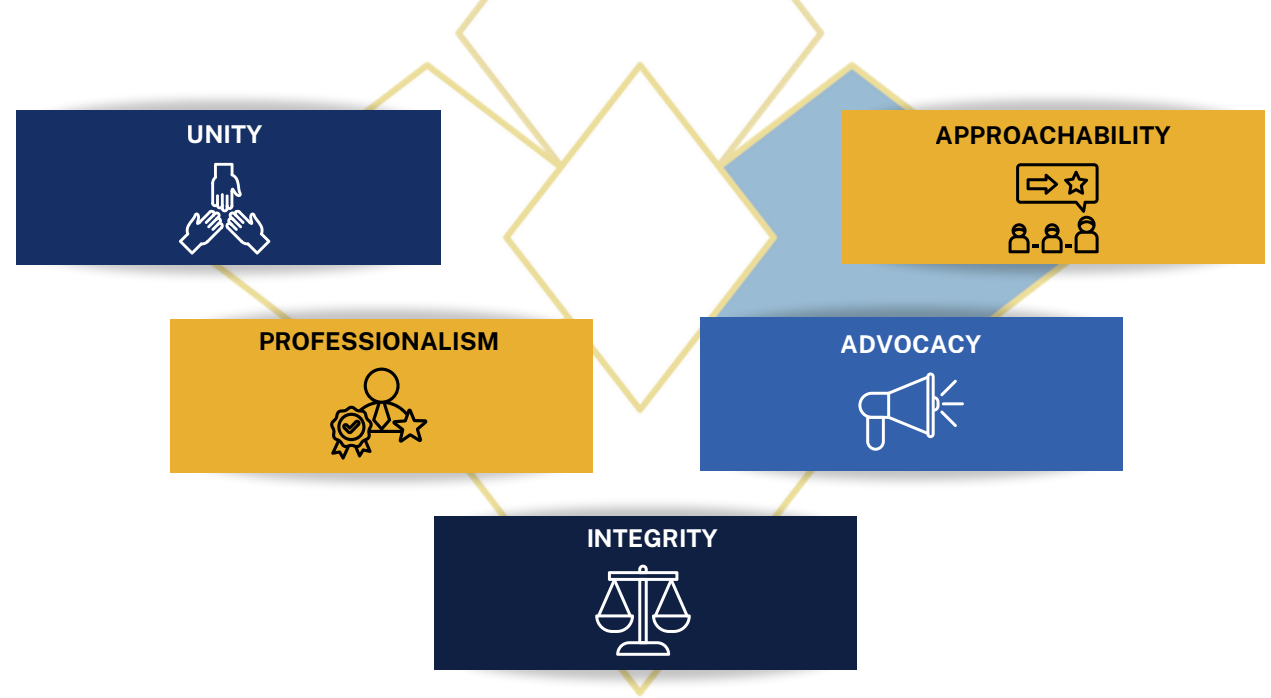 UNITY
APPROACHABILITY
PROFESSIONALISM
ADVOCACY
INTEGRITY